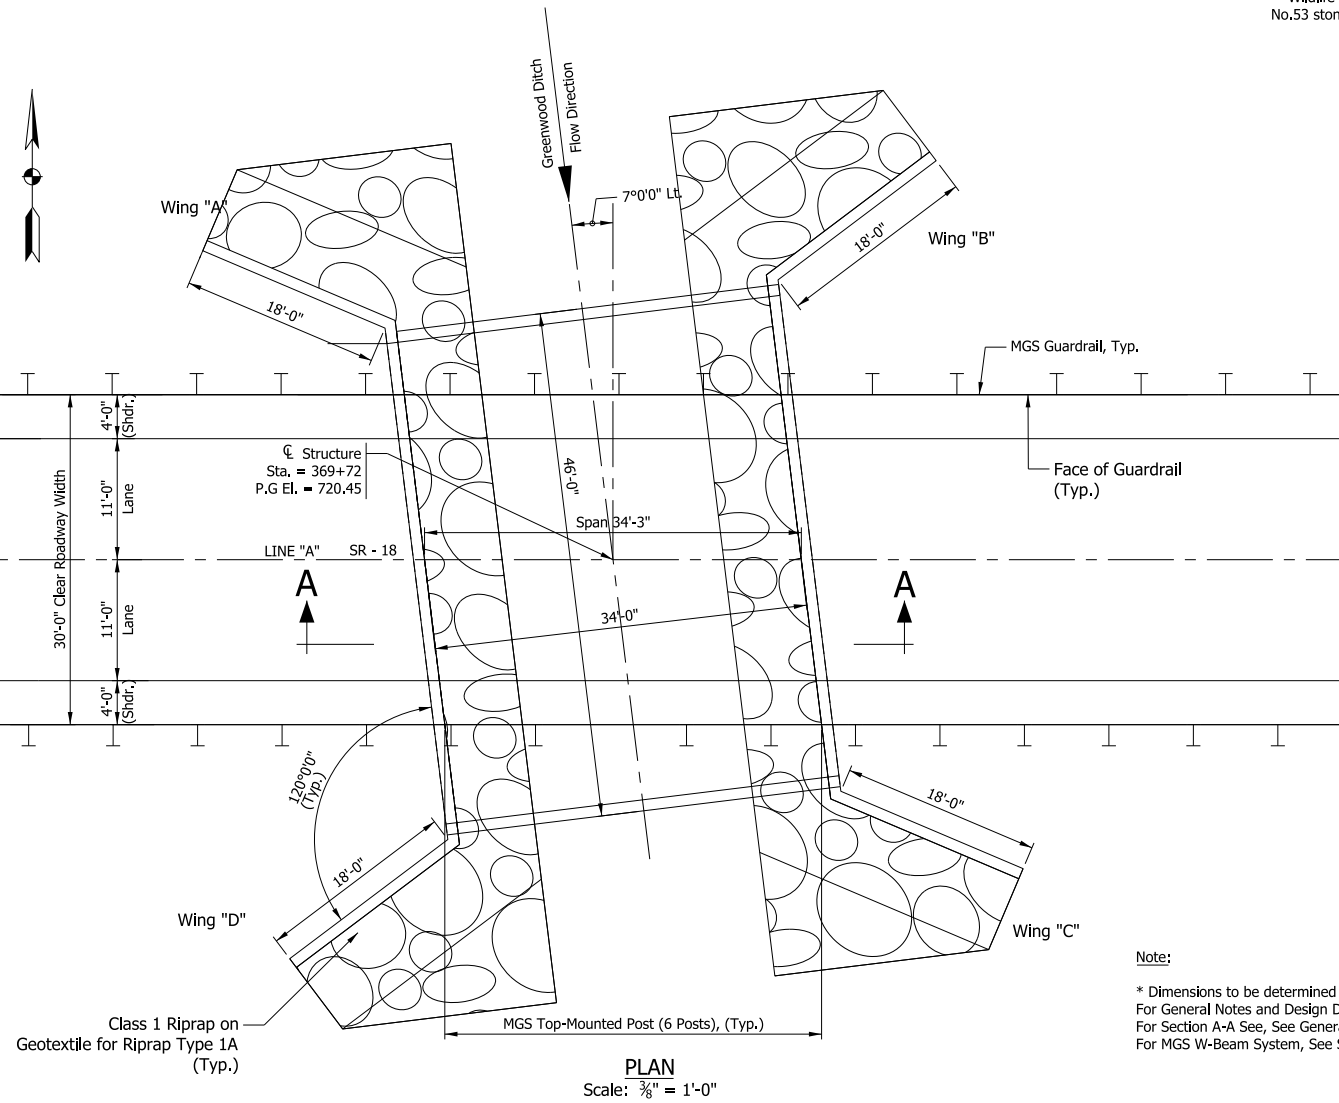 No.53 ston
Greenwood Ditch
Flow Direction
7°0'0" Lt.
Wing "A"
18'-0"
18'-0"
Wing "B"
MGS Guardrail, Typ.
4'-0"
(Shdr.)
℄ Structure
Sta. = 369+72
P.G El. = 720.45
46'-0"
Face of Guardrail
(Typ.)
11'-0"
Lane
Span 34'-3"
LINE "A" SR - 18
30'-0" Clear Roadway Width
A
A
11'-0"
Lane
34'-0"
4'-0"
(Shdr.)
120°0'0"
(Typ.)
18'-0"
18'-0"
Wing "D"
Wing "C"
Note:
* Dimensions to be determined
For General Notes and Design D
For Section A-A See, See Genera
For MGS W-Beam System, See S
Class 1 Riprap on
Geotextile for Riprap Type 1A
(Typ.)
MGS Top-Mounted Post (6 Posts), (Typ.)
PLAN
Scale: ⅜" = 1'-0"